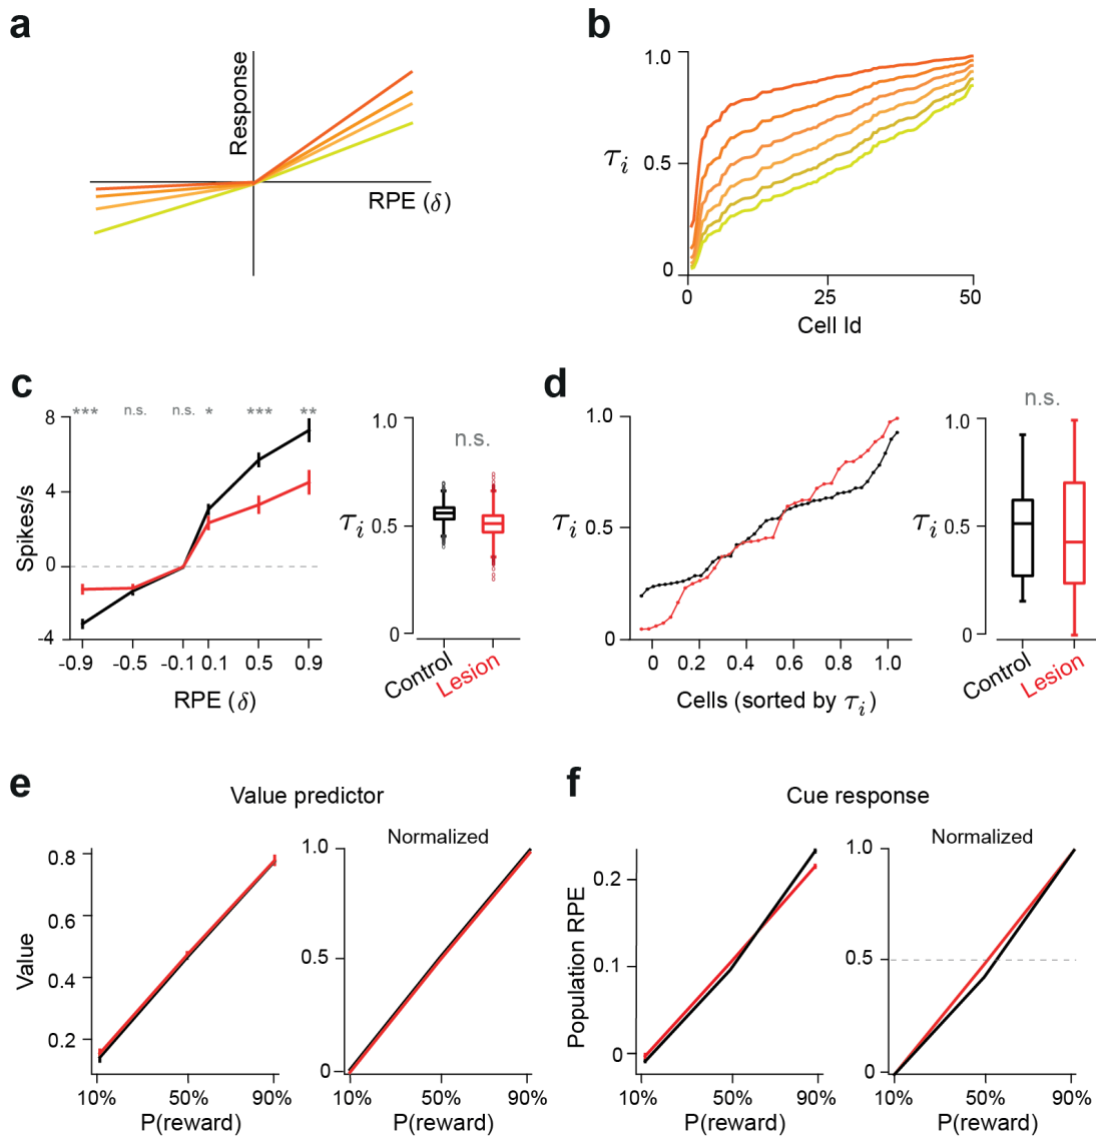 a
Response
RPE (δ)
b
1.0
0.5
0
τi
0
25
50
Cell Id
c
***
n.s.
n.s.
*
***
**
8
4
0
-4
Spikes/s
-0.9
-0.5
-0.1
0.1
0.5
0.9
RPE (δ)
n.s.
1.0
0.5
0
τi
Control
Lesion
d
1.0
0.5
0
τi
0
0.2
0.4
0.6
0.8
1.0
Cells (sorted by τi)
n.s.
1.0
0.5
0
τi
Control
Lesion
e
Value predictor
0.8
0.6
0.4
0.2
Value
10%
50%
90%
P(reward)
Normalized
1.0
0.5
0
10%
50%
90%
P(reward)
f
Cue response
0.2
0.1
0
Population RPE
10%
50%
90%
P(reward)
Normalized
1.0
0.5
0
10%
50%
90%
P(reward)